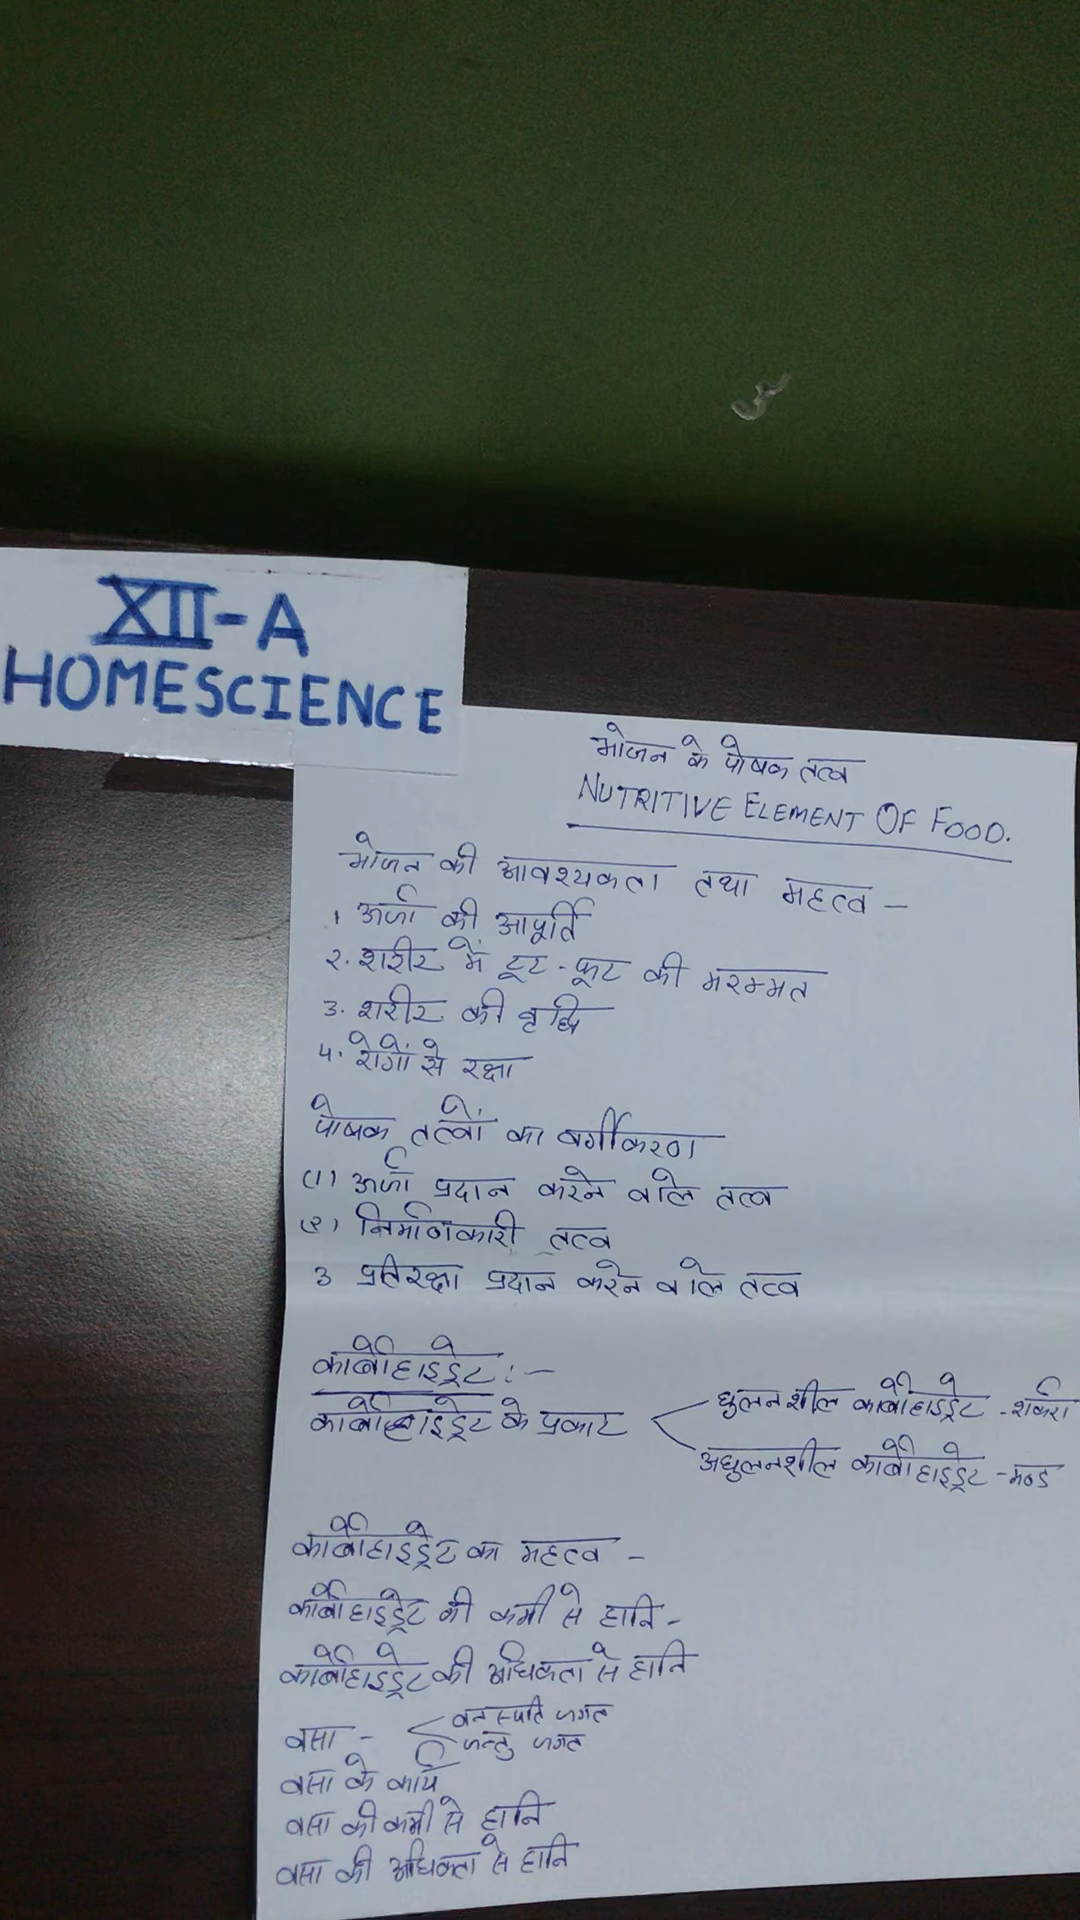 XII-A
HOMESCIENCE
भोजन के पोषक तत्व
NUTRITIVE ELEMENT OF FOOD.
भोजन की आवश्यकता तथा महत्व -
1 ऊर्जा की आपूर्ति
२. शरीर में टूट-फूट की मरम्मत
3. शरीर की वृद्धि
4. रोगों से रक्षा
पोषक तत्वों का वर्गीकरण
(1) ऊर्जा प्रदान करने वाले तत्व
(२) निर्माणकारी तत्व
3 प्रतिरक्षा प्रदान करने वाले तत्व
कार्बोहाइड्रेट :-
कार्बोहाइड्रेट के प्रकार
घुलनशील कार्बोहाइड्रेट - शर्करा
अघुलनशील कार्बोहाइड्रेट - मण्ड
कार्बोहाइड्रेट का महत्व -
कार्बोहाइड्रेट की कमी से हानि -
कार्बोहाइड्रेट की अधिकता से हानि
वसा -
वनस्पति जगत
जन्तु जगत
वसा के कार्य
वसा की कमी से हानि
वसा की अधिकता से हानि